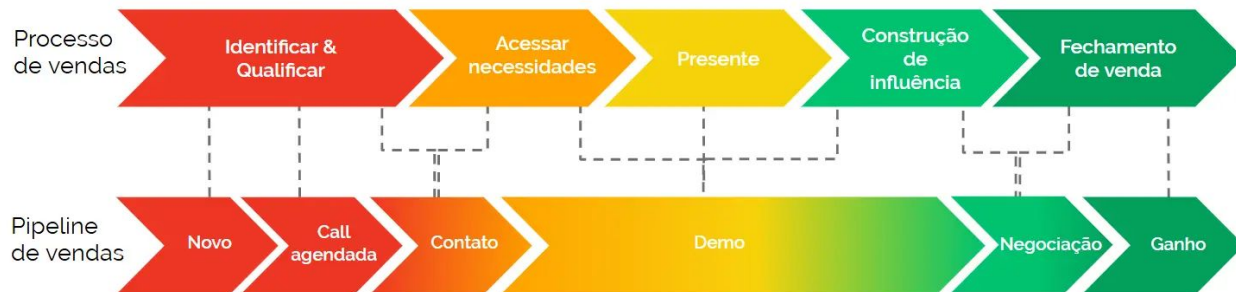 Processo
de vendas
Identificar &
Qualificar
Acessar
necessidades
Presente
Construção
de
influência
Fechamento
de venda
Pipeline
de vendas
Novo
Call
agendada
Contato
Demo
Negociação
Ganho